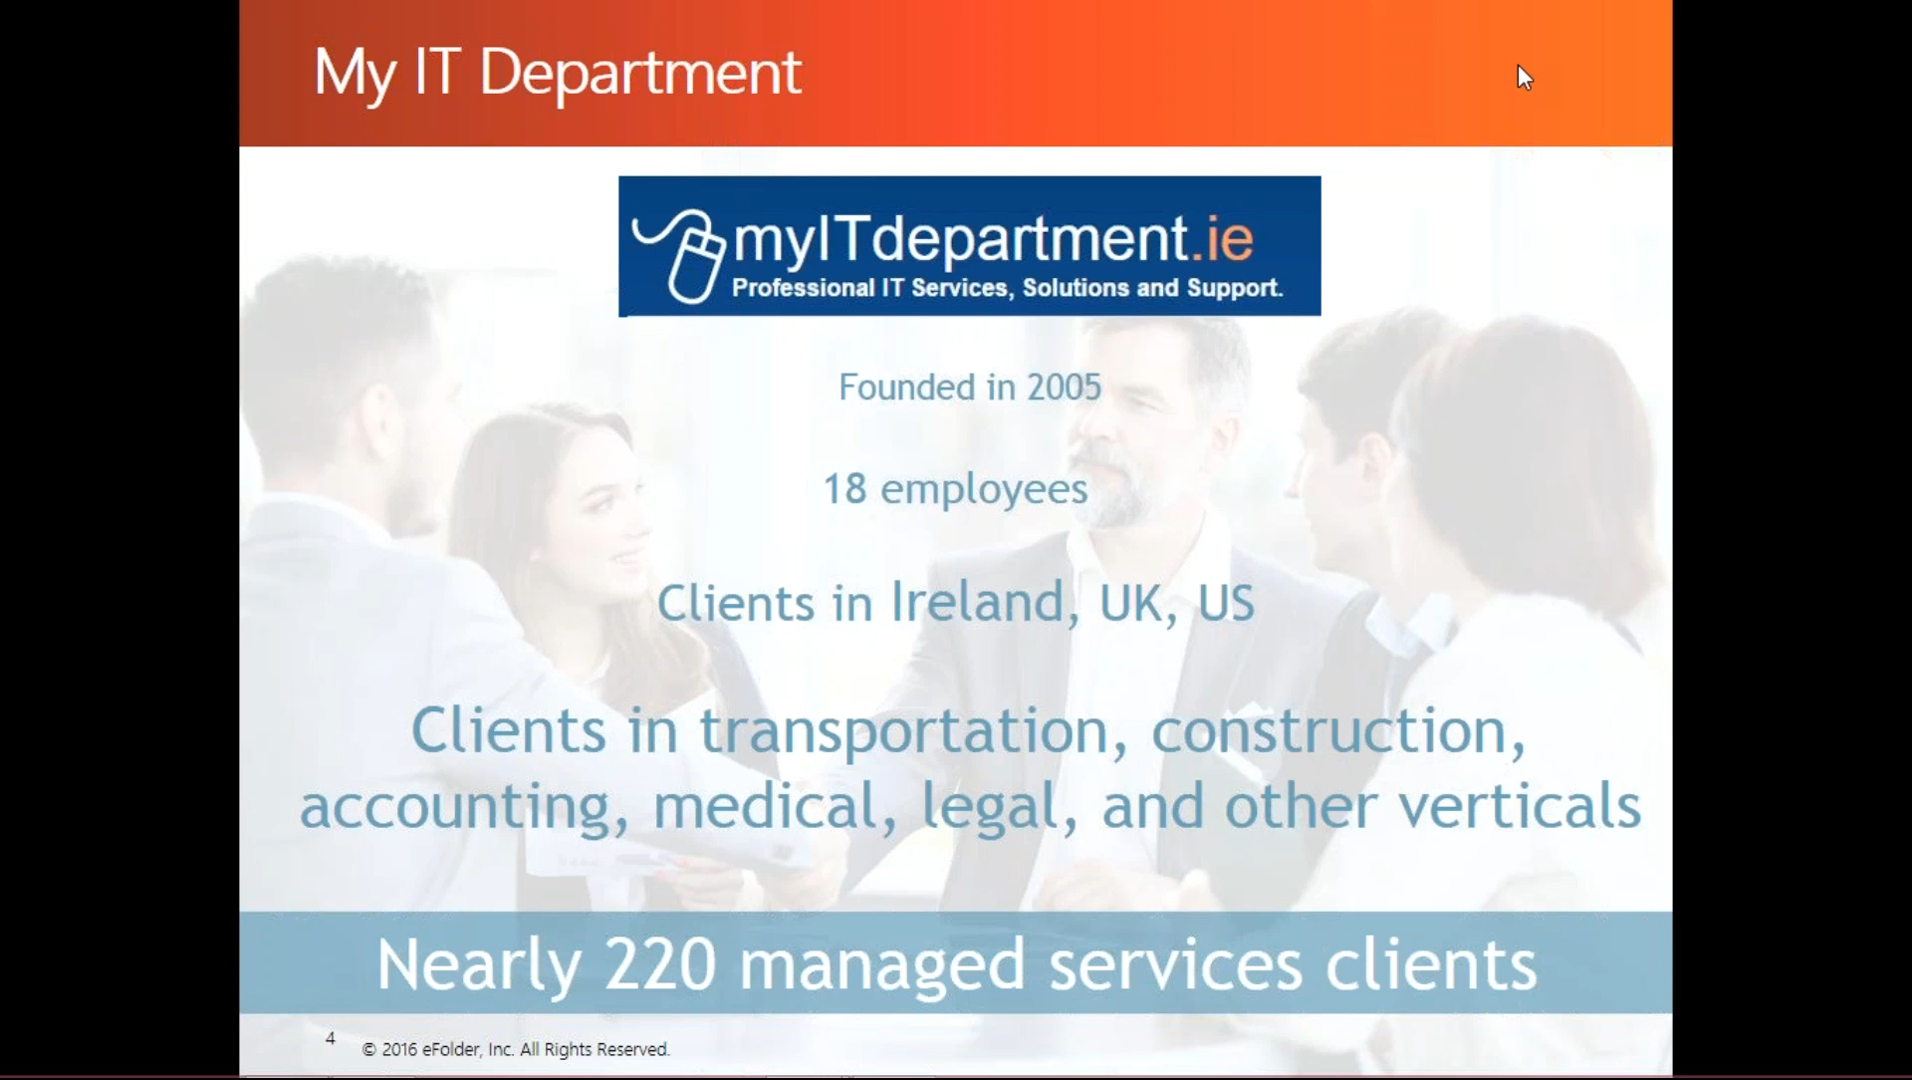 My IT Department
myITdepartment.ie
Professional IT Services, Solutions and Support.
Founded in 2005
18 employees
Clients in Ireland, UK, US
Clients in transportation, construction,
accounting, medical, legal, and other verticals
Nearly 220 managed services clients
4
© 2016 eFolder, Inc. All Rights Reserved.